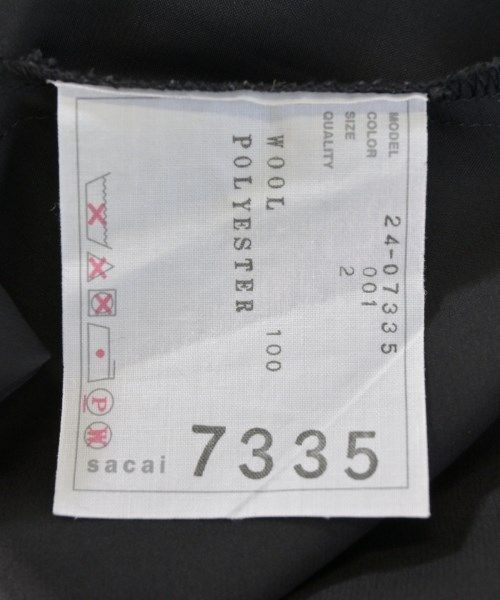 MODEL 24-07335
COLOR 001
SIZE 2
QUALITY
WOOL 100
POLYESTER
P
W
sacai 7335